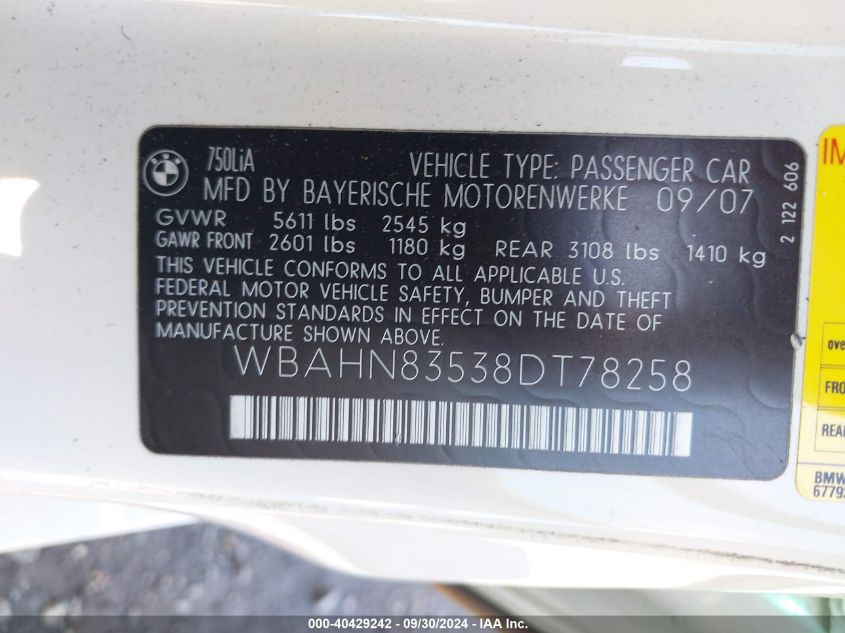 750LiA VEHICLE TYPE: PASSENGER CAR
MFD BY BAYERISCHE MOTORENWERKE 09/07
GVWR 5611 lbs 2545 kg
GAWR FRONT 2601 lbs 1180 kg REAR 3108 lbs 1410 kg
THIS VEHICLE CONFORMS TO ALL APPLICABLE U.S.
FEDERAL MOTOR VEHICLE SAFETY, BUMPER AND THEFT
PREVENTION STANDARDS IN EFFECT ON THE DATE OF
MANUFACTURE SHOWN ABOVE.
WBAHN83538DT78258
2 122 606
BMW
000-40429242 - 09/30/2024 - IAA Inc.